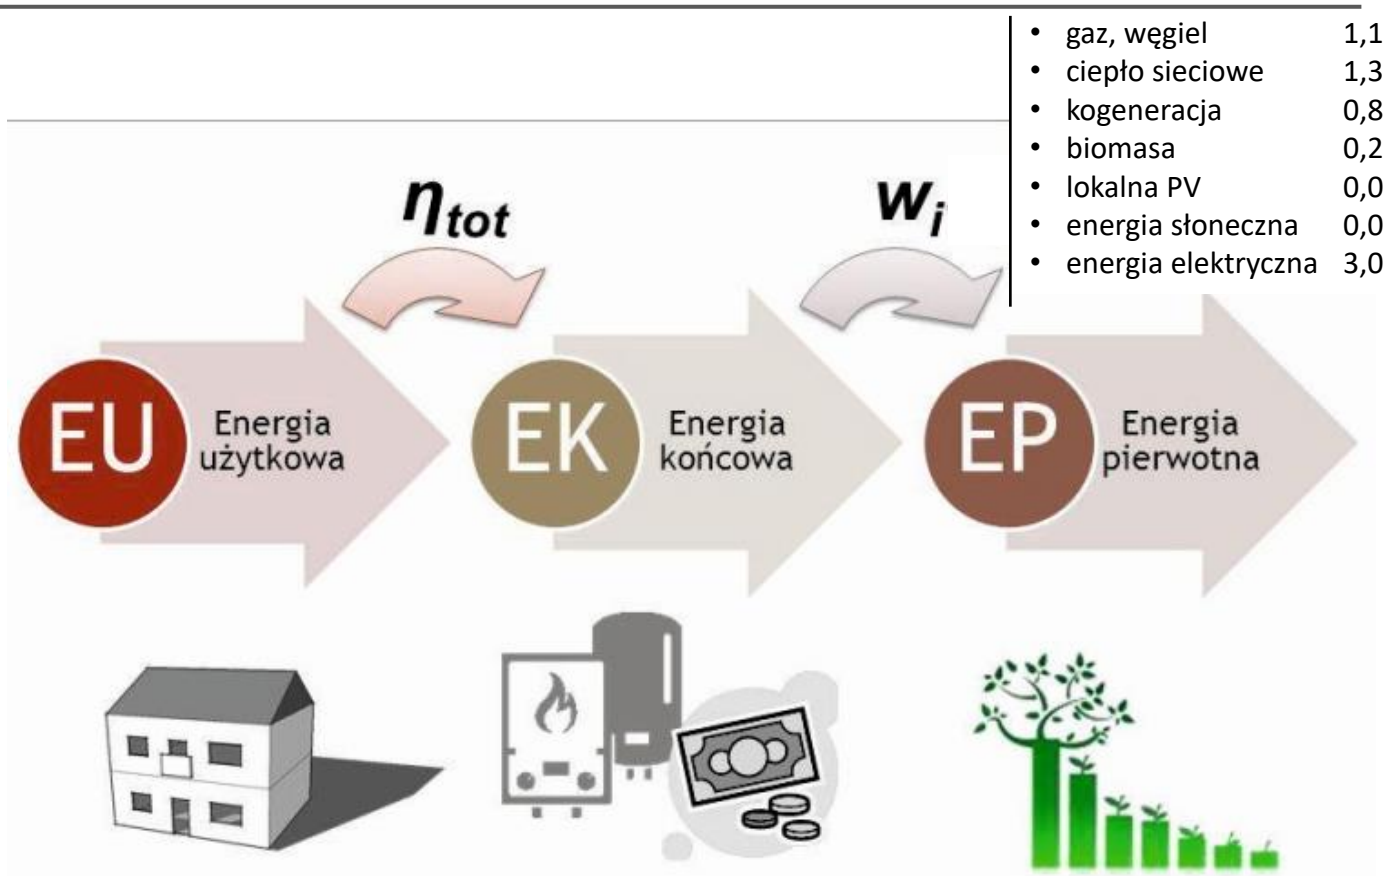 • gaz, węgiel 1,1
• ciepło sieciowe 1,3
• kogeneracja 0,8
• biomasa 0,2
• lokalna PV 0,0
• energia słoneczna 0,0
• energia elektryczna 3,0
ηtot
wi
EU
Energia
użytkowa
EK
Energia
końcowa
EP
Energia
pierwotna